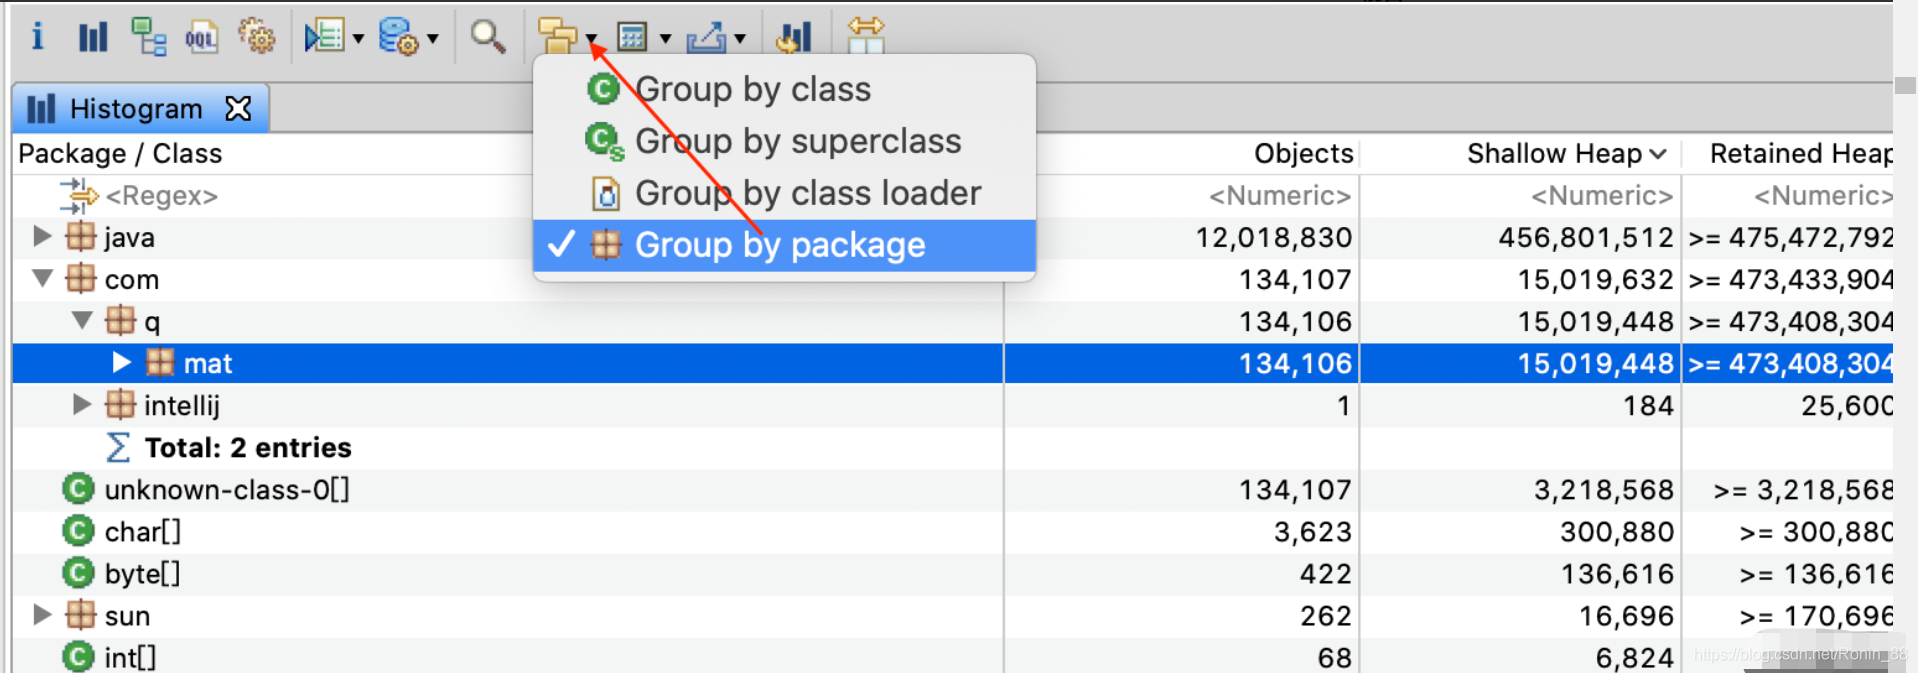 i OQL
Group by class
Group by superclass
Group by class loader
Group by package
Histogram
Package / Class Objects Shallow Heap Retained Heap
<Regex> <Numeric> <Numeric> <Numeric>
java 12,018,830 456,801,512 >= 475,472,792
com 134,107 15,019,632 >= 473,433,904
q 134,106 15,019,448 >= 473,408,304
mat 134,106 15,019,448 >= 473,408,304
intellij 1 184 25,600
Total: 2 entries
unknown-class-0[] 134,107 3,218,568 >= 3,218,568
char[] 3,623 300,880 >= 300,880
byte[] 422 136,616 >= 136,616
sun 262 16,696 >= 170,696
int[] 68 6,824
https://blog.csdn.net/Ronin_88